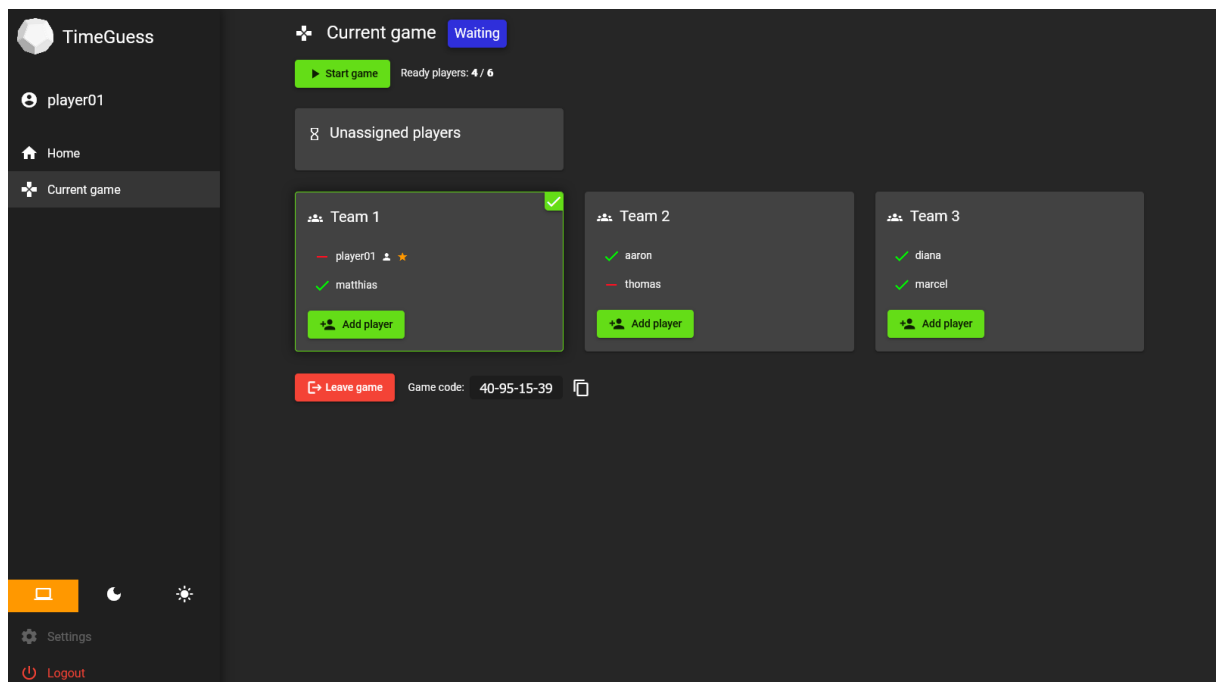 TimeGuess
player01
Home
Current game
Settings
Logout
Current game Waiting
Start game Ready players: 4 / 6
Unassigned players
Team 1
player01
matthias
Add player
Team 2
aaron
thomas
Add player
Team 3
diana
marcel
Add player
Leave game Game code: 40-95-15-39